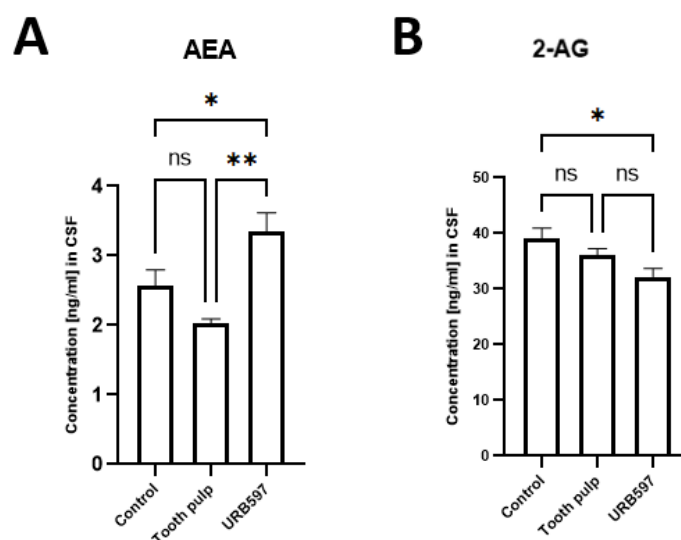 A
AEA
*
ns
**
4
3
2
1
0
Concentration [ng/ml] in CSF
Control
Tooth pulp
URB597
B
2-AG
*
ns
ns
50
40
30
20
10
0
Concentration [ng/ml] in CSF
Control
Tooth pulp
URB597